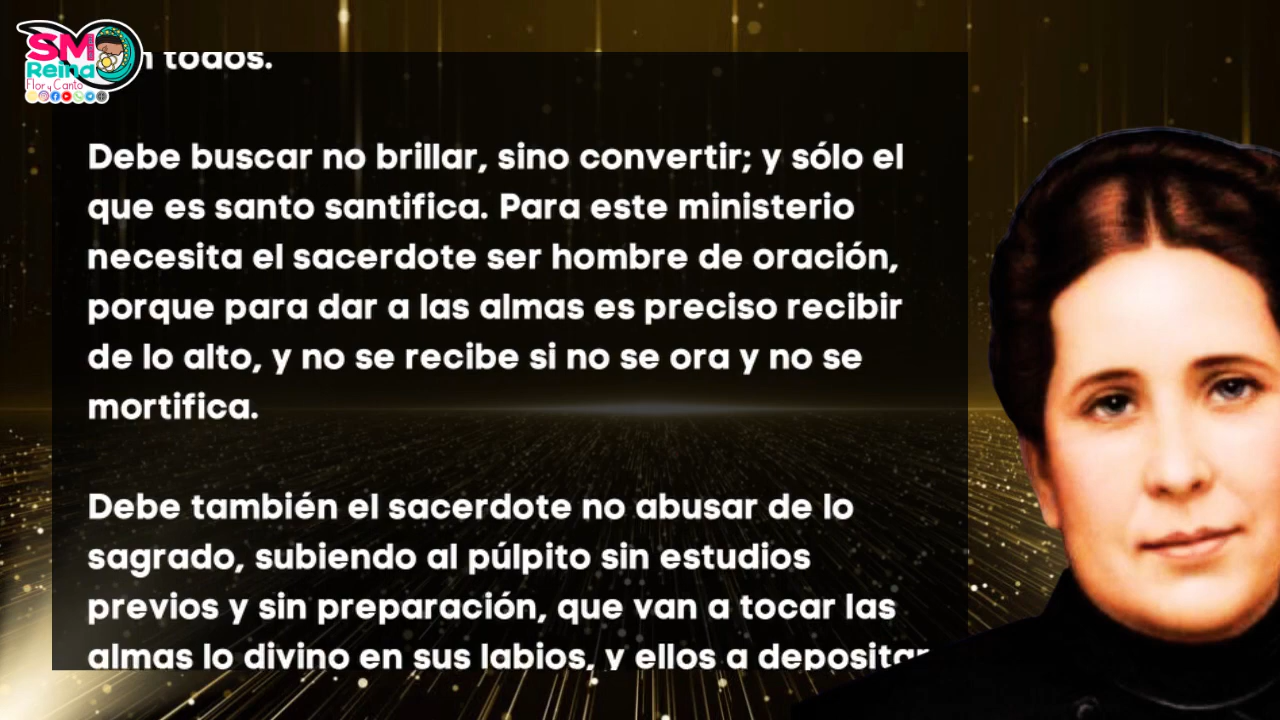 SM
Reina
Flor y Canto
n todos.
Debe buscar no brillar, sino convertir; y sólo el
que es santo santifica. Para este ministerio
necesita el sacerdote ser hombre de oración,
porque para dar a las almas es preciso recibir
de lo alto, y no se recibe si no se ora y no se
mortifica.
Debe también el sacerdote no abusar de lo
sagrado, subiendo al púlpito sin estudios
previos y sin preparación, que van a tocar las
almas lo divino en sus labios, y ellos a depositar